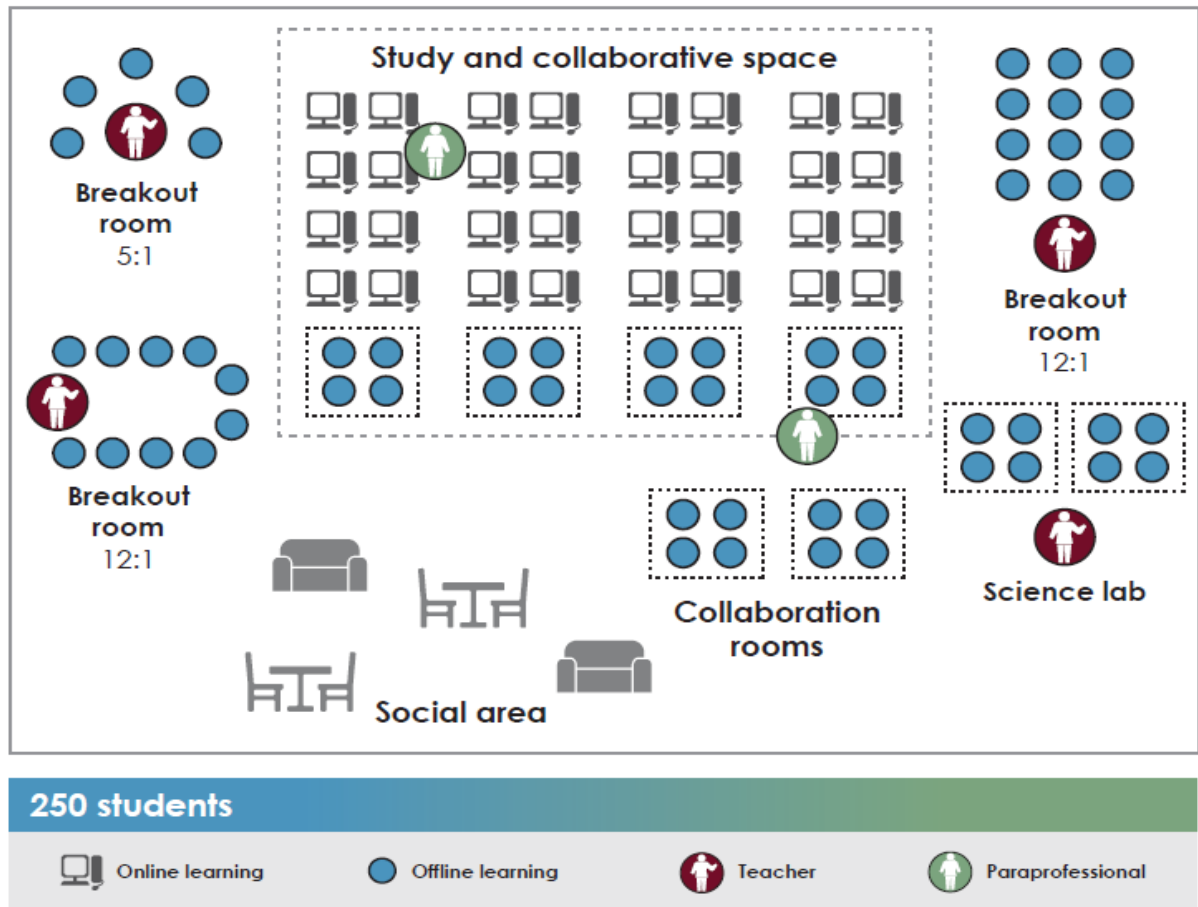 Study and collaborative space
Breakout
room
5:1
Breakout
room
12:1
Breakout
room
12:1
Science lab
Collaboration
rooms
Social area
250 students
Online learning
Offline learning
Teacher
Paraprofessional